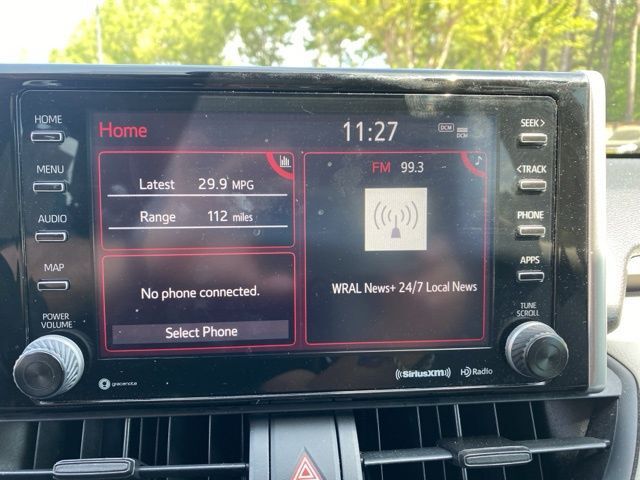 HOME
MENU
AUDIO
MAP
POWER
VOLUME
gracenote
Home
11:27
DCM
DCM
Latest 29.9 MPG
Range 112 miles
No phone connected.
Select Phone
FM 99.3
WRAL News+ 24/7 Local News
((SiriusXM))
HD Radio
SEEK >
< TRACK
PHONE
APPS
TUNE
SCROLL